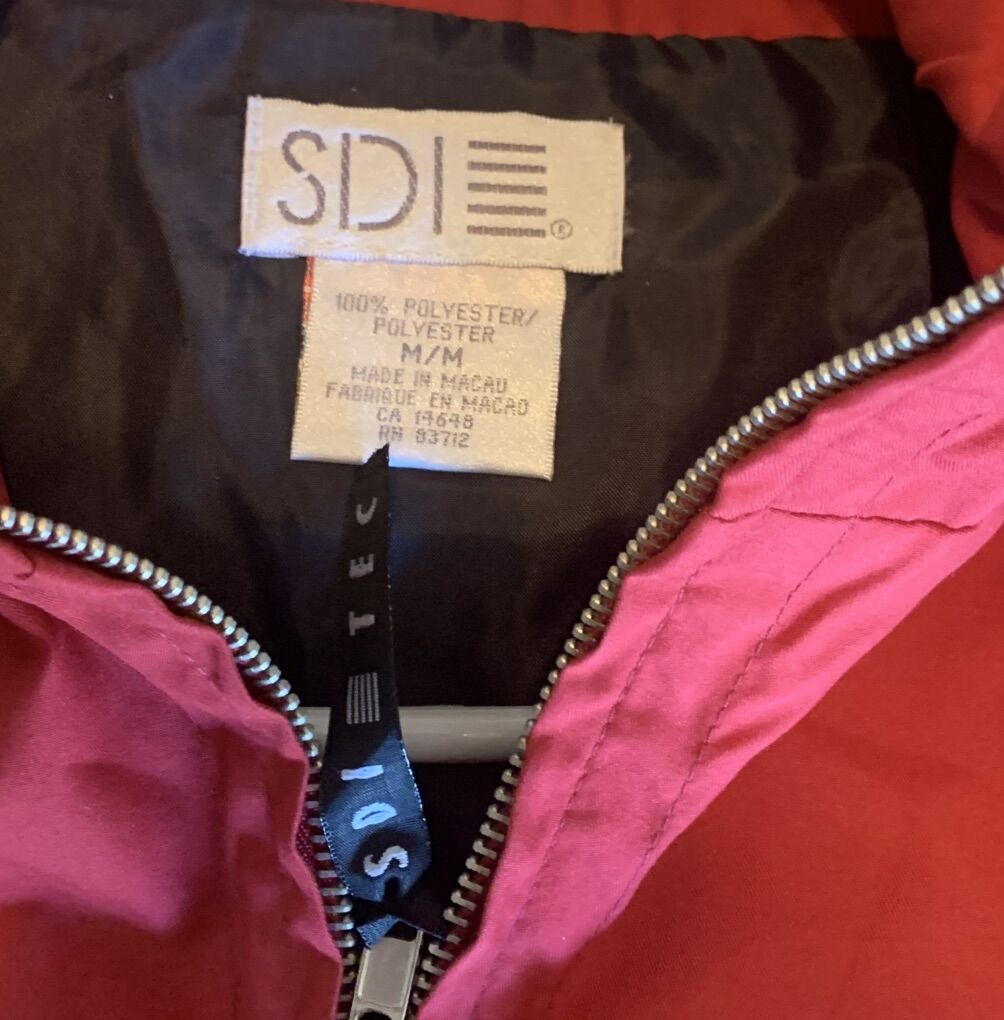 SDI
®
100% POLYESTER/
POLYESTER
M/M
MADE IN MACAU
FABRIQUE EN MACAO
CA 14648
RN 83712
SDI TEC